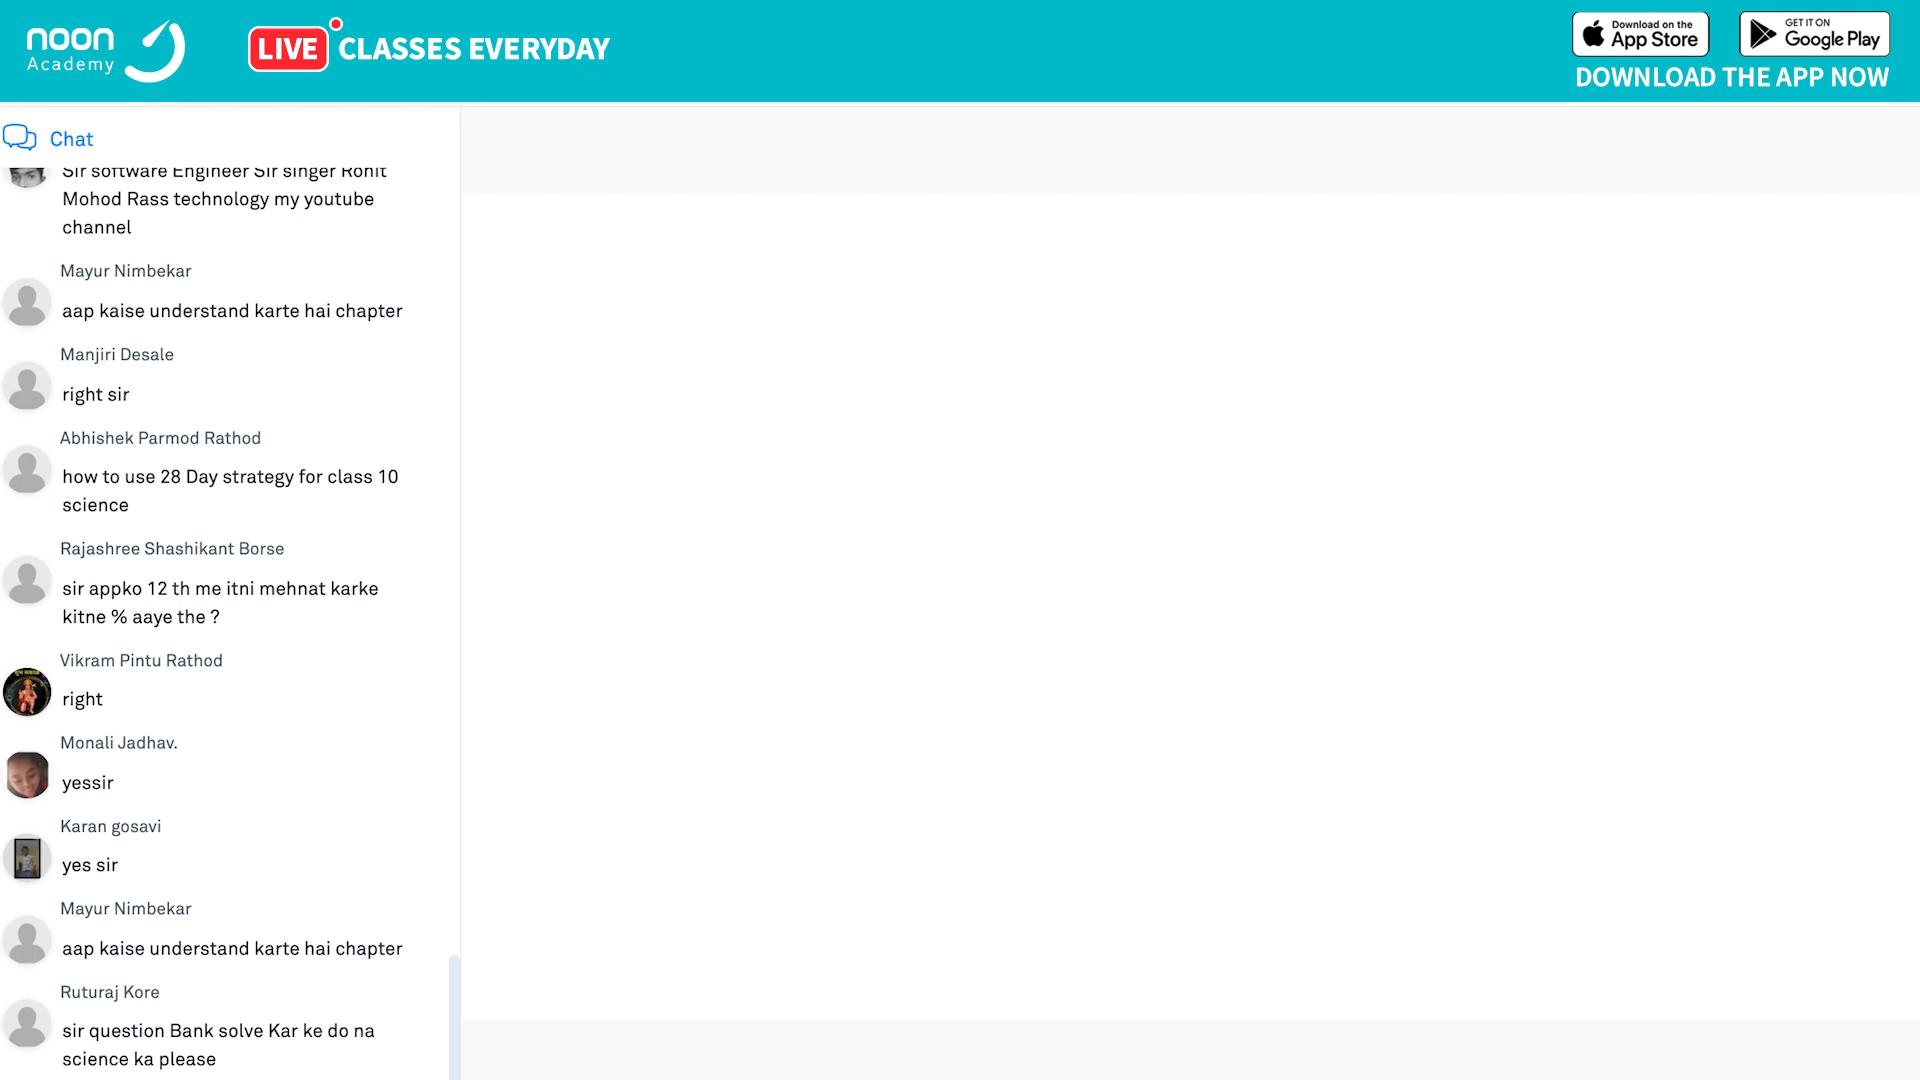 noon
Academy
LIVE CLASSES EVERYDAY
Download on the
App Store
GET IT ON
Google Play
DOWNLOAD THE APP NOW
Chat
Sir software Engineer Sir singer Rohit
Mohod Rass technology my youtube
channel
Mayur Nimbekar
aap kaise understand karte hai chapter
Manjiri Desale
right sir
Abhishek Parmod Rathod
how to use 28 Day strategy for class 10
science
Rajashree Shashikant Borse
sir appko 12 th me itni mehnat karke
kitne % aaye the ?
Vikram Pintu Rathod
right
Monali Jadhav.
yessir
Karan gosavi
yes sir
Mayur Nimbekar
aap kaise understand karte hai chapter
Ruturaj Kore
sir question Bank solve Kar ke do na
science ka please